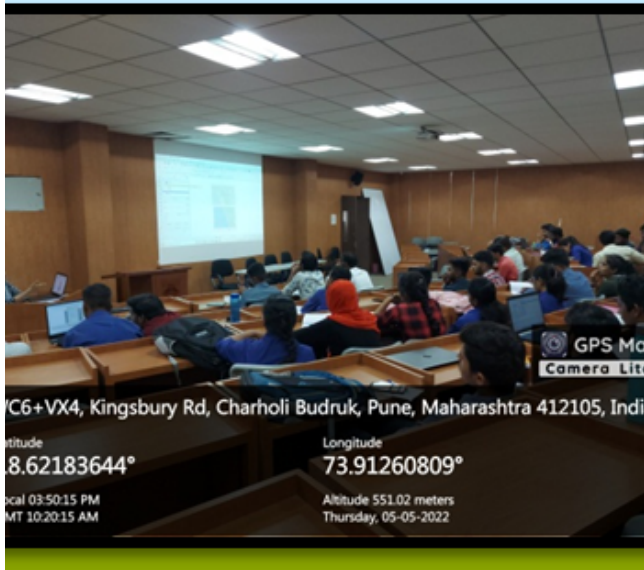 GPS Ma
Camera Lite
/C6+VX4, Kingsbury Rd, Charholi Budruk, Pune, Maharashtra 412105, Indi
atitude
.8.62183644°
ocal 03:50:15 PM
MT 10:20:15 AM
Longitude
73.91260809°
Altitude 551.02 meters
Thursday, 05-05-2022